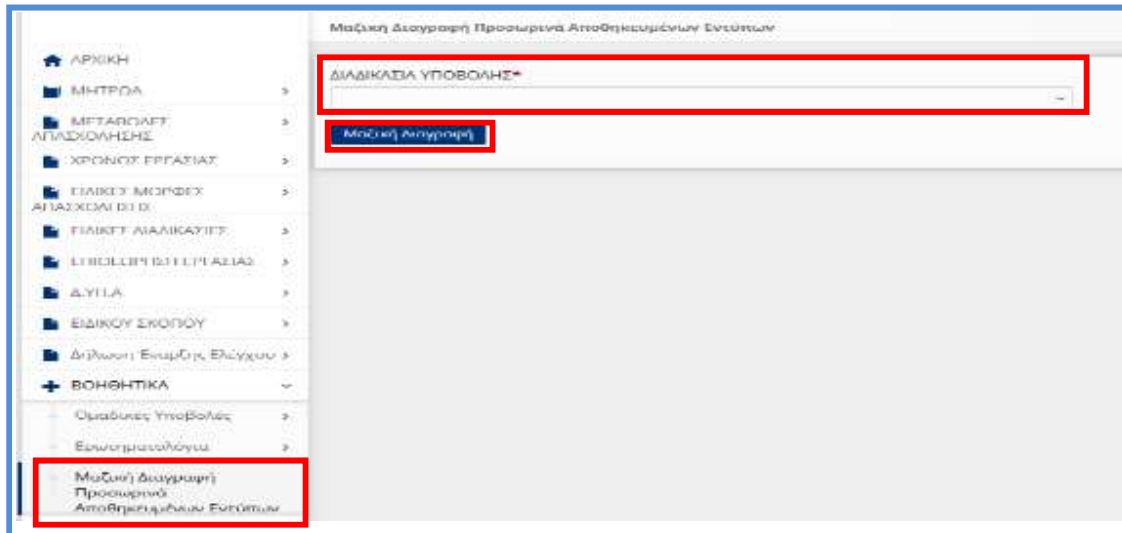 Μαζική Διαγραφή Προσωρινά Αποθηκευμένων Εντύπων
ΑΡΧΙΚΗ
ΜΗΤΡΩΑ
ΜΕΤΑΒΟΛΕΣ
ΑΠΑΣΧΟΛΗΣΗΣ
ΧΡΟΝΟΣ ΕΡΓΑΣΙΑΣ
ΕΙΔΙΚΕΣ ΜΟΡΦΕΣ
ΑΠΑΣΧΟΛΗΣΗΣ
ΕΙΔΙΚΕΣ ΔΙΑΔΙΚΑΣΙΕΣ
ΕΠΙΘΕΩΡΗΣΗ ΕΡΓΑΣΙΑΣ
Δ.ΥΠ.Α
ΕΙΔΙΚΟΥ ΣΚΟΠΟΥ
Δήλωση Έναρξης Ελέγχου
ΒΟΗΘΗΤΙΚΑ
Ομαδικές Υποβολές
Ερωτηματολόγια
Μαζική Διαγραφή
Προσωρινά
Αποθηκευμένων Εντύπων
ΔΙΑΔΙΚΑΣΙΑ ΥΠΟΒΟΛΗΣ*
Μαζική Διαγραφή